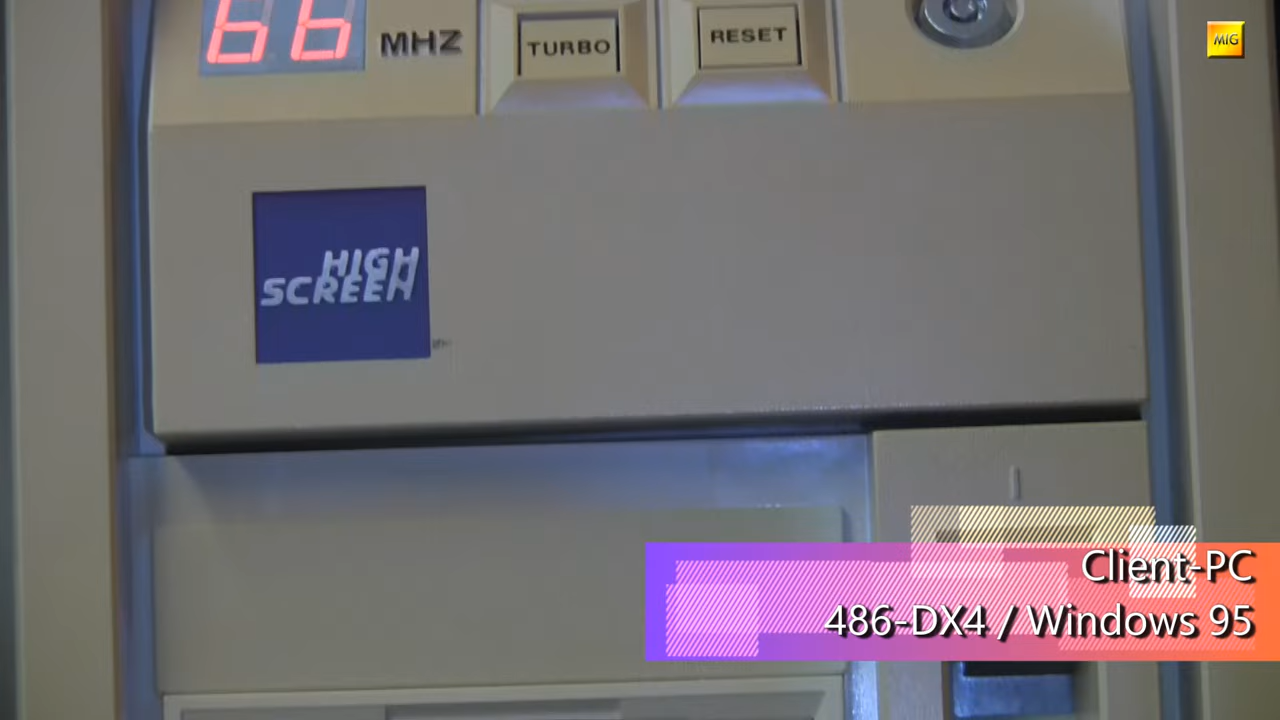 66 MHZ TURBO RESET
MIG
HIGH
SCREEN
Client-PC
486-DX4 / Windows 95